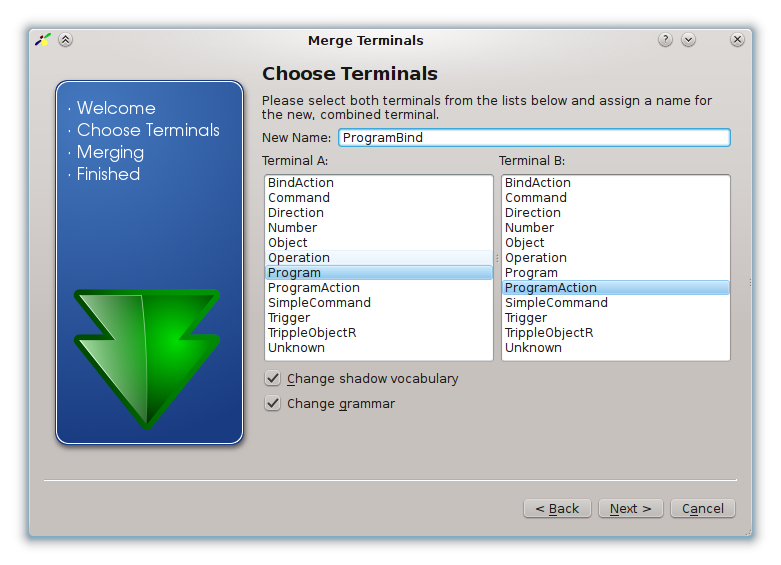 Merge Terminals
?
· Welcome
· Choose Terminals
· Merging
· Finished
Choose Terminals
Please select both terminals from the lists below and assign a name for
the new, combined terminal.
New Name: ProgramBind
Terminal A:
BindAction
Command
Direction
Number
Object
Operation
Program
ProgramAction
SimpleCommand
Trigger
TrippleObjectR
Unknown
Terminal B:
BindAction
Command
Direction
Number
Object
Operation
Program
ProgramAction
SimpleCommand
Trigger
TrippleObjectR
Unknown
Change shadow vocabulary
Change grammar
< Back Next > Cancel